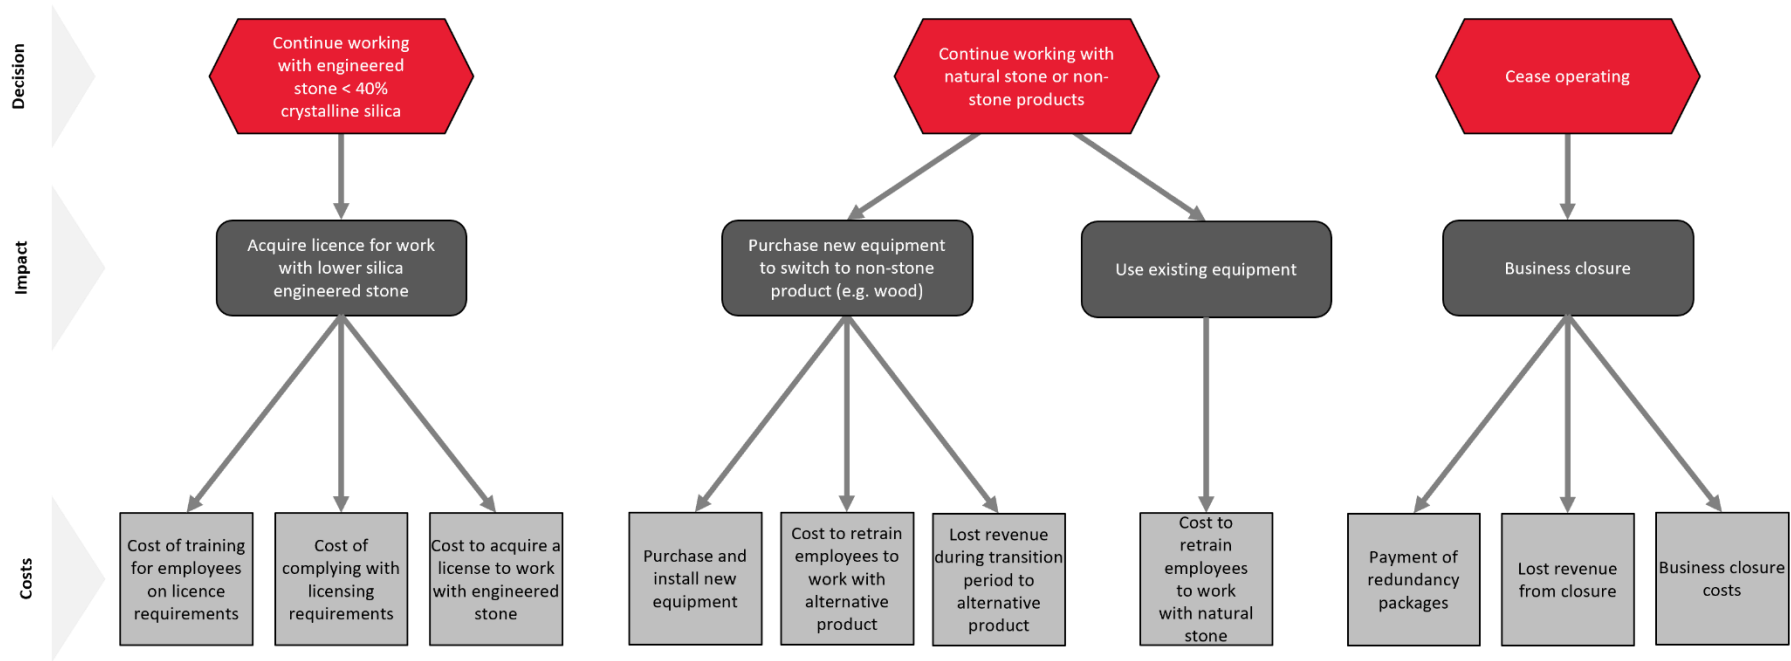 Decision
Continue working
with engineered
stone < 40%
crystalline silica
Continue working with
natural stone or non-
stone products
Cease operating
Impact
Acquire licence for work
with lower silica
engineered stone
Purchase new equipment
to switch to non-stone
product (e.g. wood)
Use existing equipment
Business closure
Costs
Cost of training
for employees
on licence
requirements
Cost of
complying with
licensing
requirements
Cost to acquire a
license to work
with engineered
stone
Purchase and
install new
equipment
Cost to retrain
employees to
work with
alternative
product
Lost revenue
during transition
period to
alternative
product
Cost to
retrain
employees
to work
with natural
stone
Payment of
redundancy
packages
Lost revenue
from closure
Business closure
costs